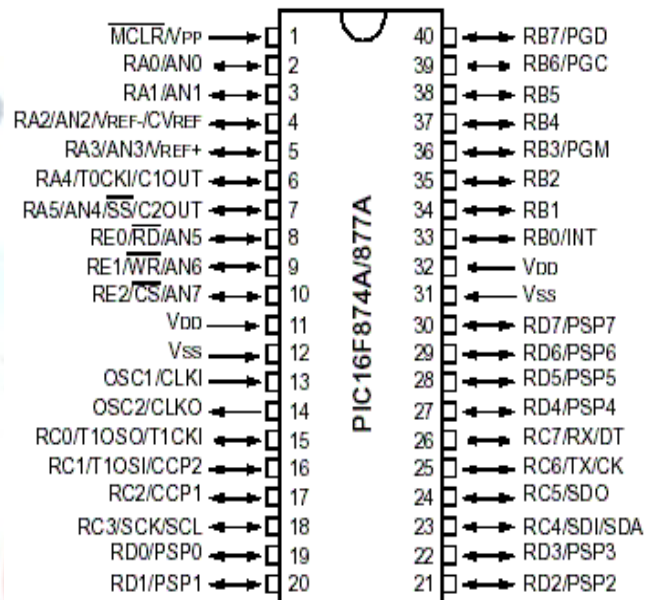 MCLR/VPP 1 40 RB7/PGD
RA0/AN0 2 39 RB6/PGC
RA1/AN1 3 38 RB5
RA2/AN2/VREF-/CVREF 4 37 RB4
RA3/AN3/VREF+ 5 36 RB3/PGM
RA4/T0CKI/C1OUT 6 35 RB2
RA5/AN4/SS/C2OUT 7 34 RB1
RE0/RD/AN5 8 33 RB0/INT
RE1/WR/AN6 9 32 VDD
RE2/CS/AN7 10 31 VSS
VDD 11 30 RD7/PSP7
VSS 12 29 RD6/PSP6
OSC1/CLKI 13 28 RD5/PSP5
OSC2/CLKO 14 27 RD4/PSP4
RC0/T1OSO/T1CKI 15 26 RC7/RX/DT
RC1/T1OSI/CCP2 16 25 RC6/TX/CK
RC2/CCP1 17 24 RC5/SDO
RC3/SCK/SCL 18 23 RC4/SDI/SDA
RD0/PSP0 19 22 RD3/PSP3
RD1/PSP1 20 21 RD2/PSP2
PIC16F874A/877A